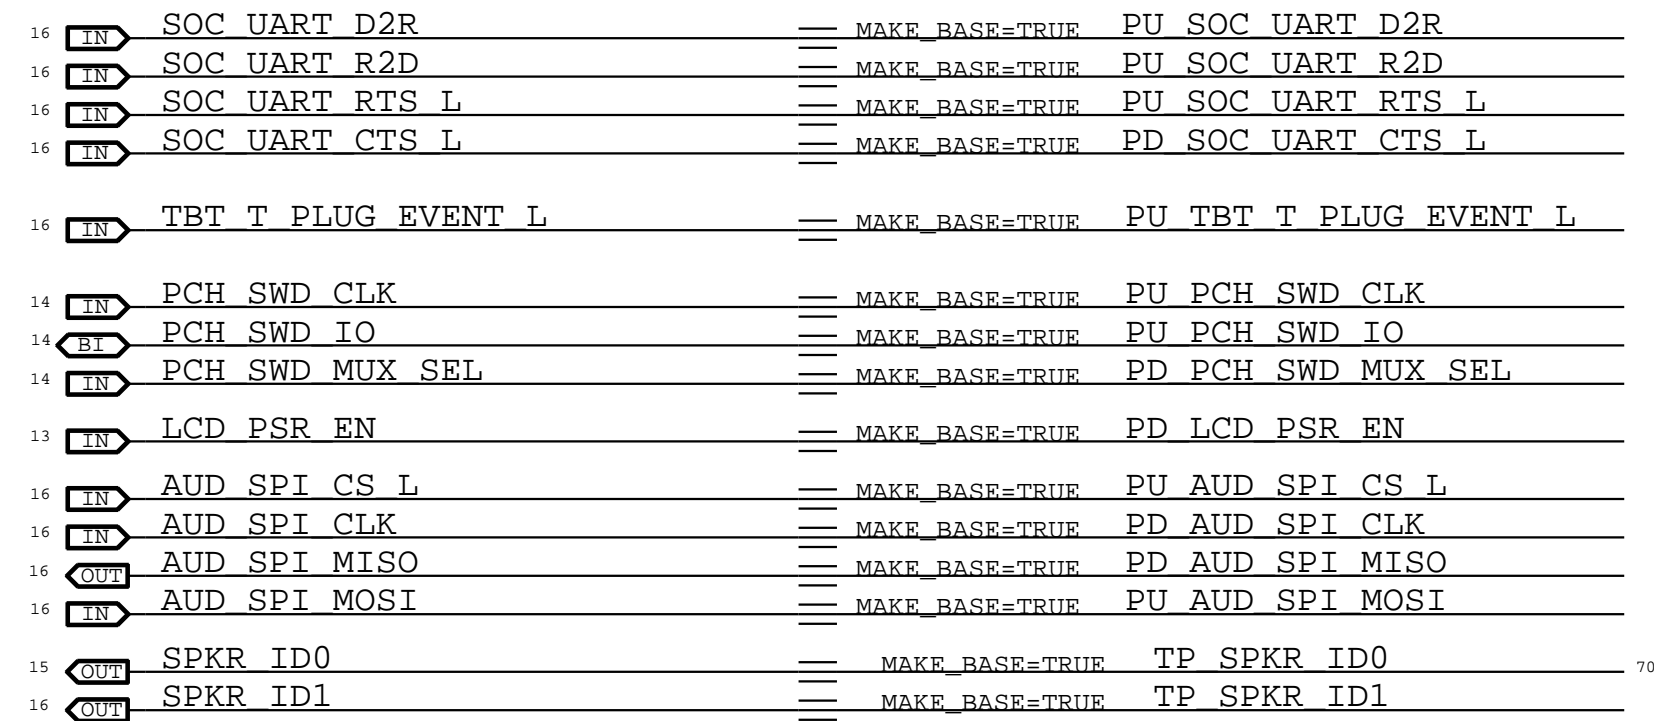 16 IN SOC_UART_D2R MAKE_BASE=TRUE PU_SOC_UART_D2R
16 IN SOC_UART_R2D MAKE_BASE=TRUE PU_SOC_UART_R2D
16 IN SOC_UART_RTS_L MAKE_BASE=TRUE PU_SOC_UART_RTS_L
16 IN SOC_UART_CTS_L MAKE_BASE=TRUE PD_SOC_UART_CTS_L
16 IN TBT_T_PLUG_EVENT_L MAKE_BASE=TRUE PU_TBT_T_PLUG_EVENT_L
14 IN PCH_SWD_CLK MAKE_BASE=TRUE PU_PCH_SWD_CLK
14 BI PCH_SWD_IO MAKE_BASE=TRUE PU_PCH_SWD_IO
14 IN PCH_SWD_MUX_SEL MAKE_BASE=TRUE PD_PCH_SWD_MUX_SEL
13 IN LCD_PSR_EN MAKE_BASE=TRUE PD_LCD_PSR_EN
16 IN AUD_SPI_CS_L MAKE_BASE=TRUE PU_AUD_SPI_CS_L
16 IN AUD_SPI_CLK MAKE_BASE=TRUE PD_AUD_SPI_CLK
16 OUT AUD_SPI_MISO MAKE_BASE=TRUE PD_AUD_SPI_MISO
16 IN AUD_SPI_MOSI MAKE_BASE=TRUE PU_AUD_SPI_MOSI
15 OUT SPKR_ID0 MAKE_BASE=TRUE TP_SPKR_ID0 70
16 OUT SPKR_ID1 MAKE_BASE=TRUE TP_SPKR_ID1